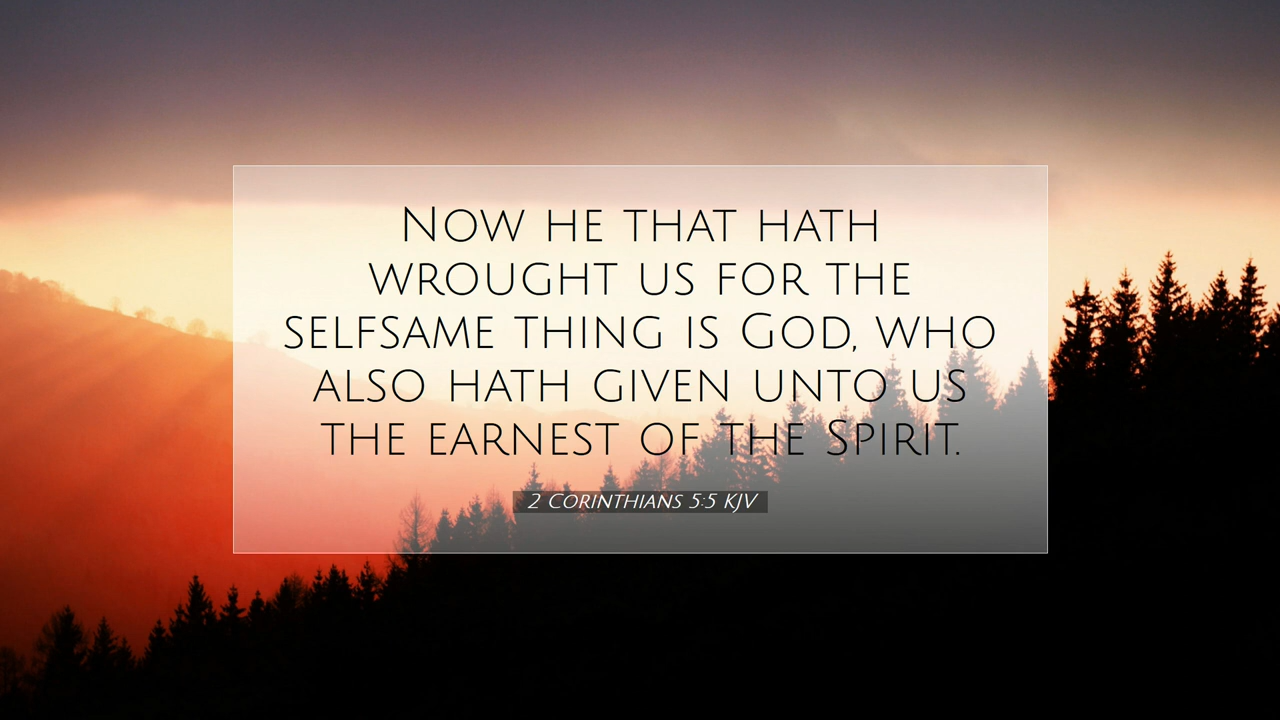 Now he that hath
wrought us for the
selfsame thing is God, who
also hath given unto us
the earnest of the Spirit.
2 Corinthians 5:5 KJV